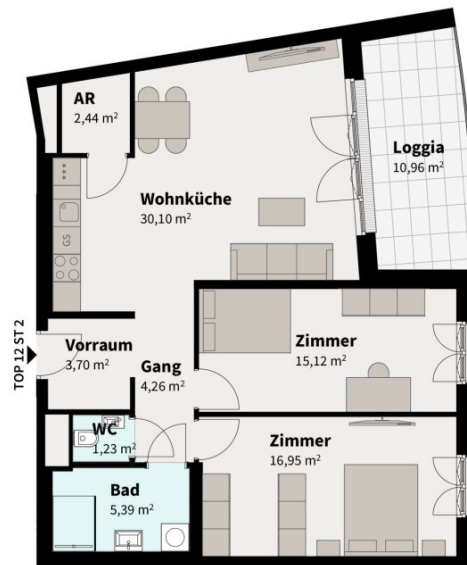 AR
2,44 m²
Loggia
10,96 m²
Wohnküche
30,10 m²
GS
TOP 12 ST 2
Vorraum
3,70 m²
Gang
4,26 m²
Zimmer
15,12 m²
WC
1,23 m²
Zimmer
16,95 m²
Bad
5,39 m²